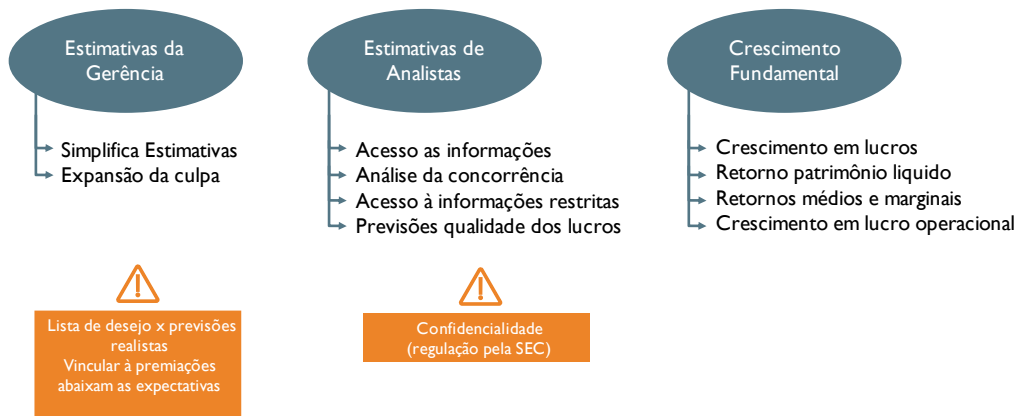 Estimativas da
Gerência
Simplifica Estimativas
Expansão da culpa
Lista de desejo x previsões
realistas
Vincular à premiações
abaixam as expectativas
Estimativas de
Analistas
Acesso as informações
Análise da concorrência
Acesso à informações restritas
Previsões qualidade dos lucros
Confidencialidade
(regulação pela SEC)
Crescimento
Fundamental
Crescimento em lucros
Retorno patrimônio liquido
Retornos médios e marginais
Crescimento em lucro operacional